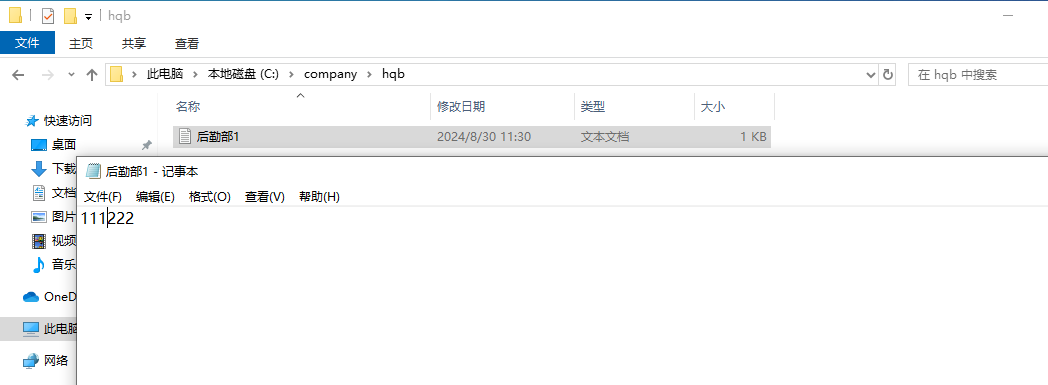 hqb
文件 主页 共享 查看
此电脑 本地磁盘 (C:) company hqb 在 hqb 中搜索
名称 修改日期 类型 大小
快速访问
后勤部1 2024/8/30 11:30 文本文档 1 KB
桌面
下载
文档
图片
视频
音乐
OneD
此电脑
网络
后勤部1 - 记事本
文件(F) 编辑(E) 格式(O) 查看(V) 帮助(H)
111222